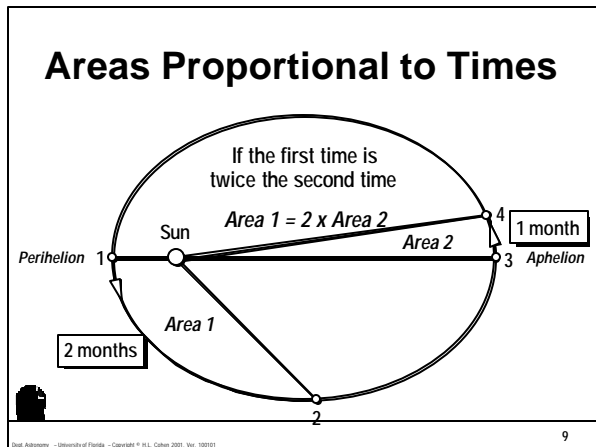 Areas Proportional to Times
If the first time is
twice the second time
Area 1 = 2 x Area 2
4
1 month
Sun
Area 2
Perihelion
1
3
Aphelion
Area 1
2 months
2
9
Dept. Astronomy – University of Florida – Copyright © H.L. Cohen 2001, Ver. 100101